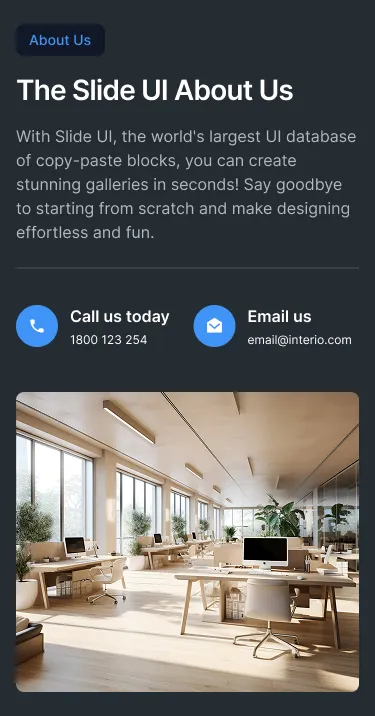 About Us
The Slide UI About Us
With Slide UI, the world's largest UI database
of copy-paste blocks, you can create
stunning galleries in seconds! Say goodbye
to starting from scratch and make designing
effortless and fun.
Call us today
1800 123 254
Email us
email@interio.com